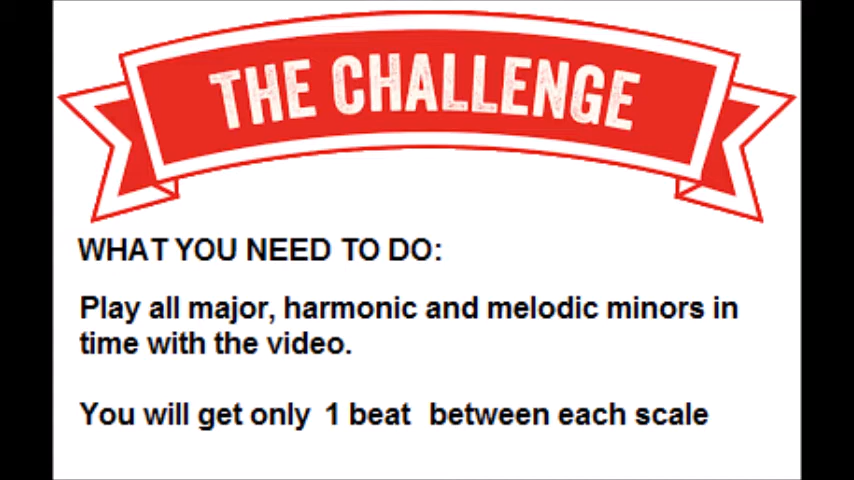 THE CHALLENGE
WHAT YOU NEED TO DO:
Play all major, harmonic and melodic minors in
time with the video.
You will get only 1 beat between each scale